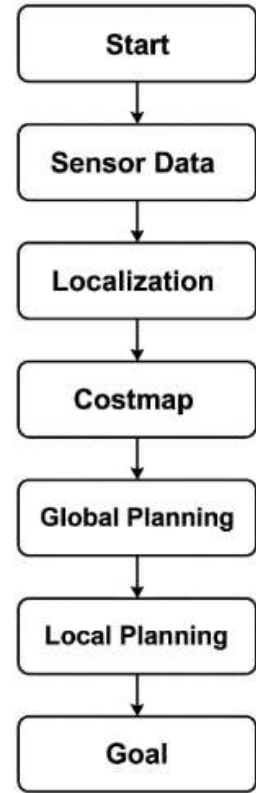 Start
Sensor Data
Localization
Costmap
Global Planning
Local Planning
Goal